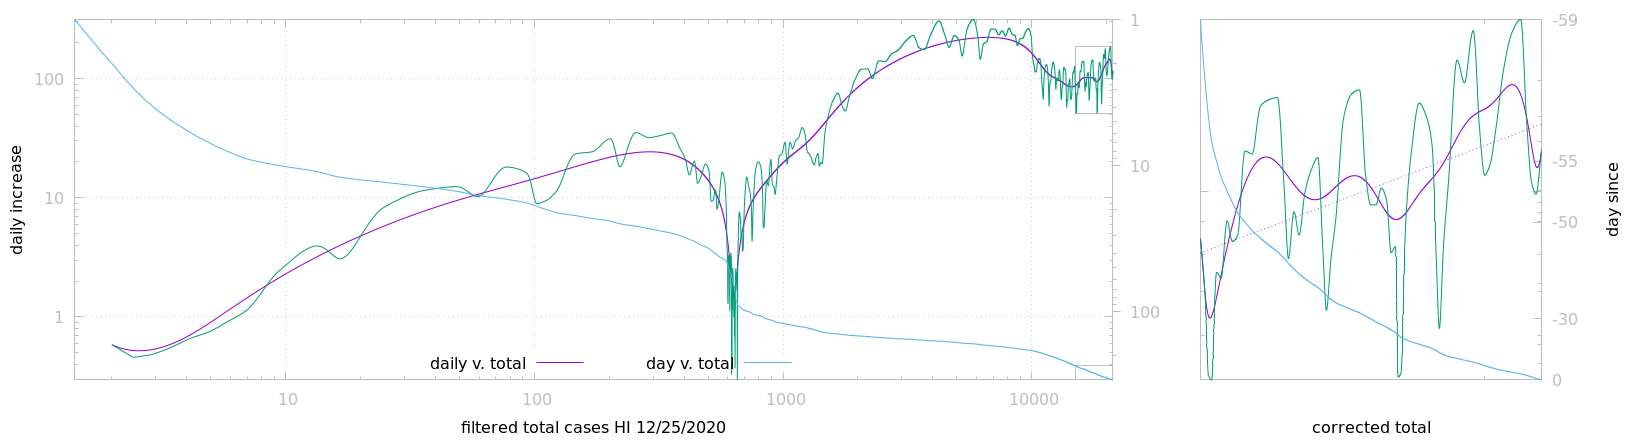 daily increase
100
10
1
10
100
1000
10000
1
10
100
daily v. total
day v. total
filtered total cases HI 12/25/2020
-59
-55
-50
-30
0
day since
corrected total